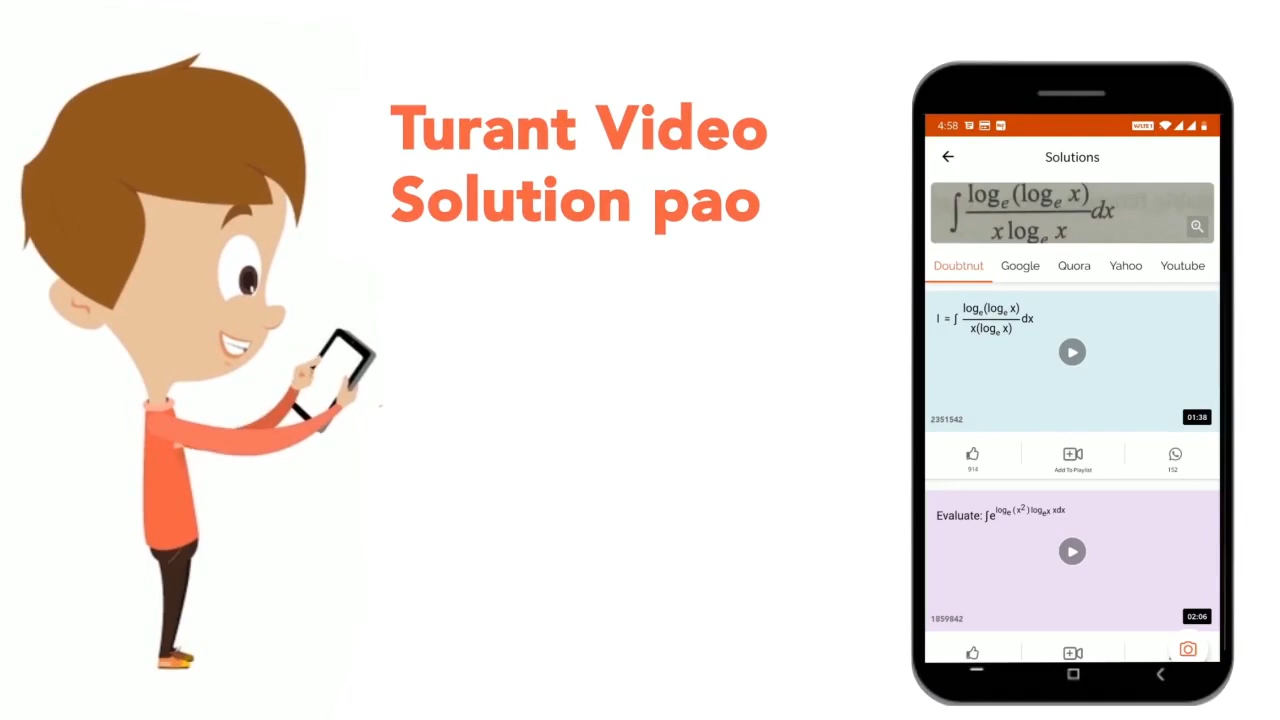 Turant Video
Solution pao
4:58
VoLTE1
Solutions
∫ logₑ(logₑ x) / x logₑ x dx
Doubtnut Google Quora Yahoo Youtube
I = ∫ logₑ(logₑ x) / x(logₑ x) dx
2351542 01:38
914 Add To Playlist 152
Evaluate: ∫e^logₑ(x²)logₑx xdx
1859842 02:06